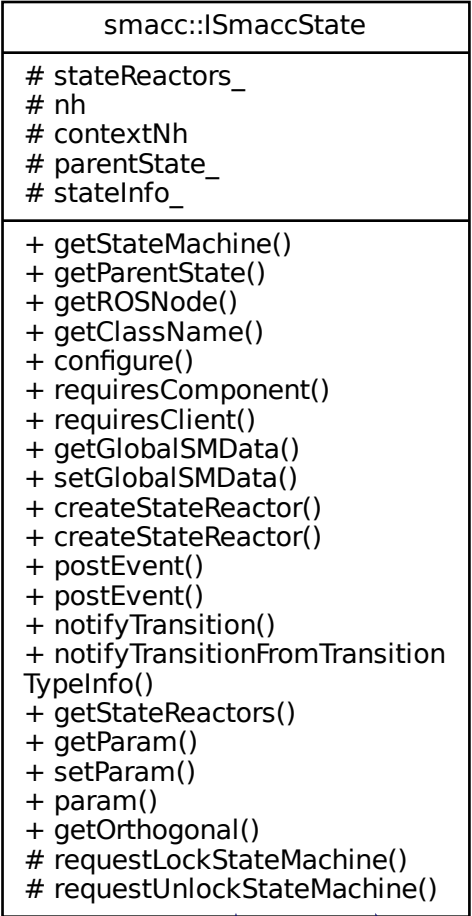 smacc::ISmaccState
# stateReactors_
# nh
# contextNh
# parentState_
# stateInfo_
+ getStateMachine()
+ getParentState()
+ getROSNode()
+ getClassName()
+ configure()
+ requiresComponent()
+ requiresClient()
+ getGlobalSMData()
+ setGlobalSMData()
+ createStateReactor()
+ createStateReactor()
+ postEvent()
+ postEvent()
+ notifyTransition()
+ notifyTransitionFromTransition
TypeInfo()
+ getStateReactors()
+ getParam()
+ setParam()
+ param()
+ getOrthogonal()
# requestLockStateMachine()
# requestUnlockStateMachine()